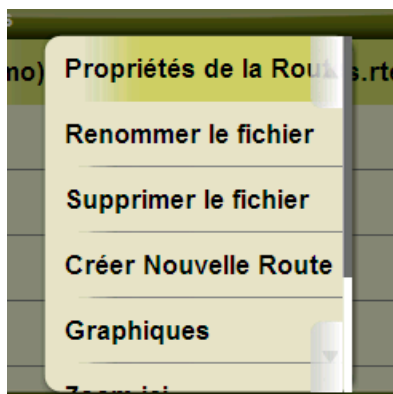 mo)
Propriétés de la Rou
s.rte
Renommer le fichier
Supprimer le fichier
Créer Nouvelle Route
Graphiques